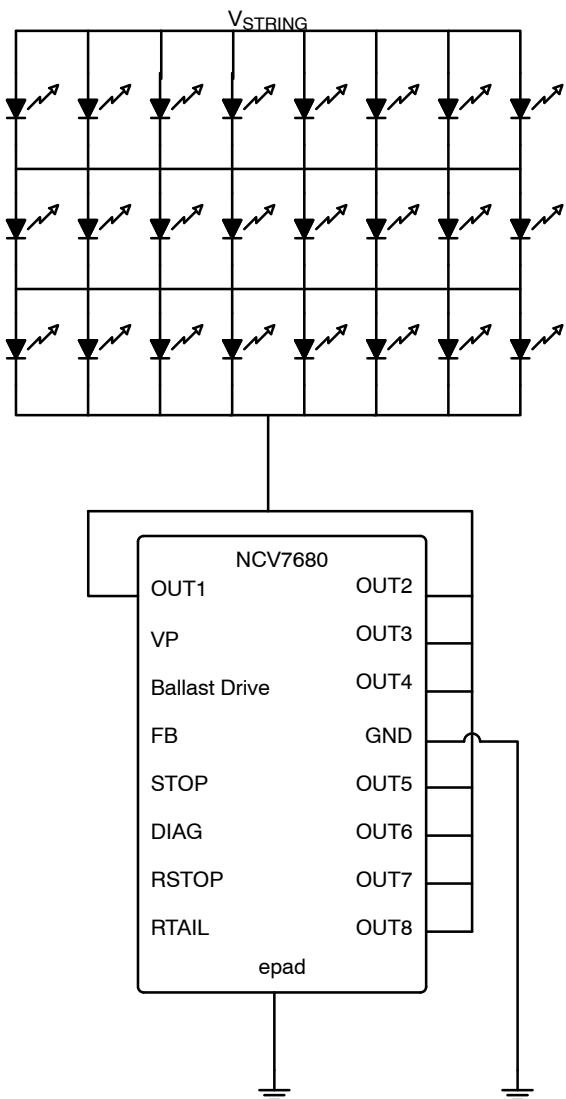 VSTRING
NCV7680
OUT1
VP
Ballast Drive
FB
STOP
DIAG
RSTOP
RTAIL
OUT2
OUT3
OUT4
GND
OUT5
OUT6
OUT7
OUT8
epad